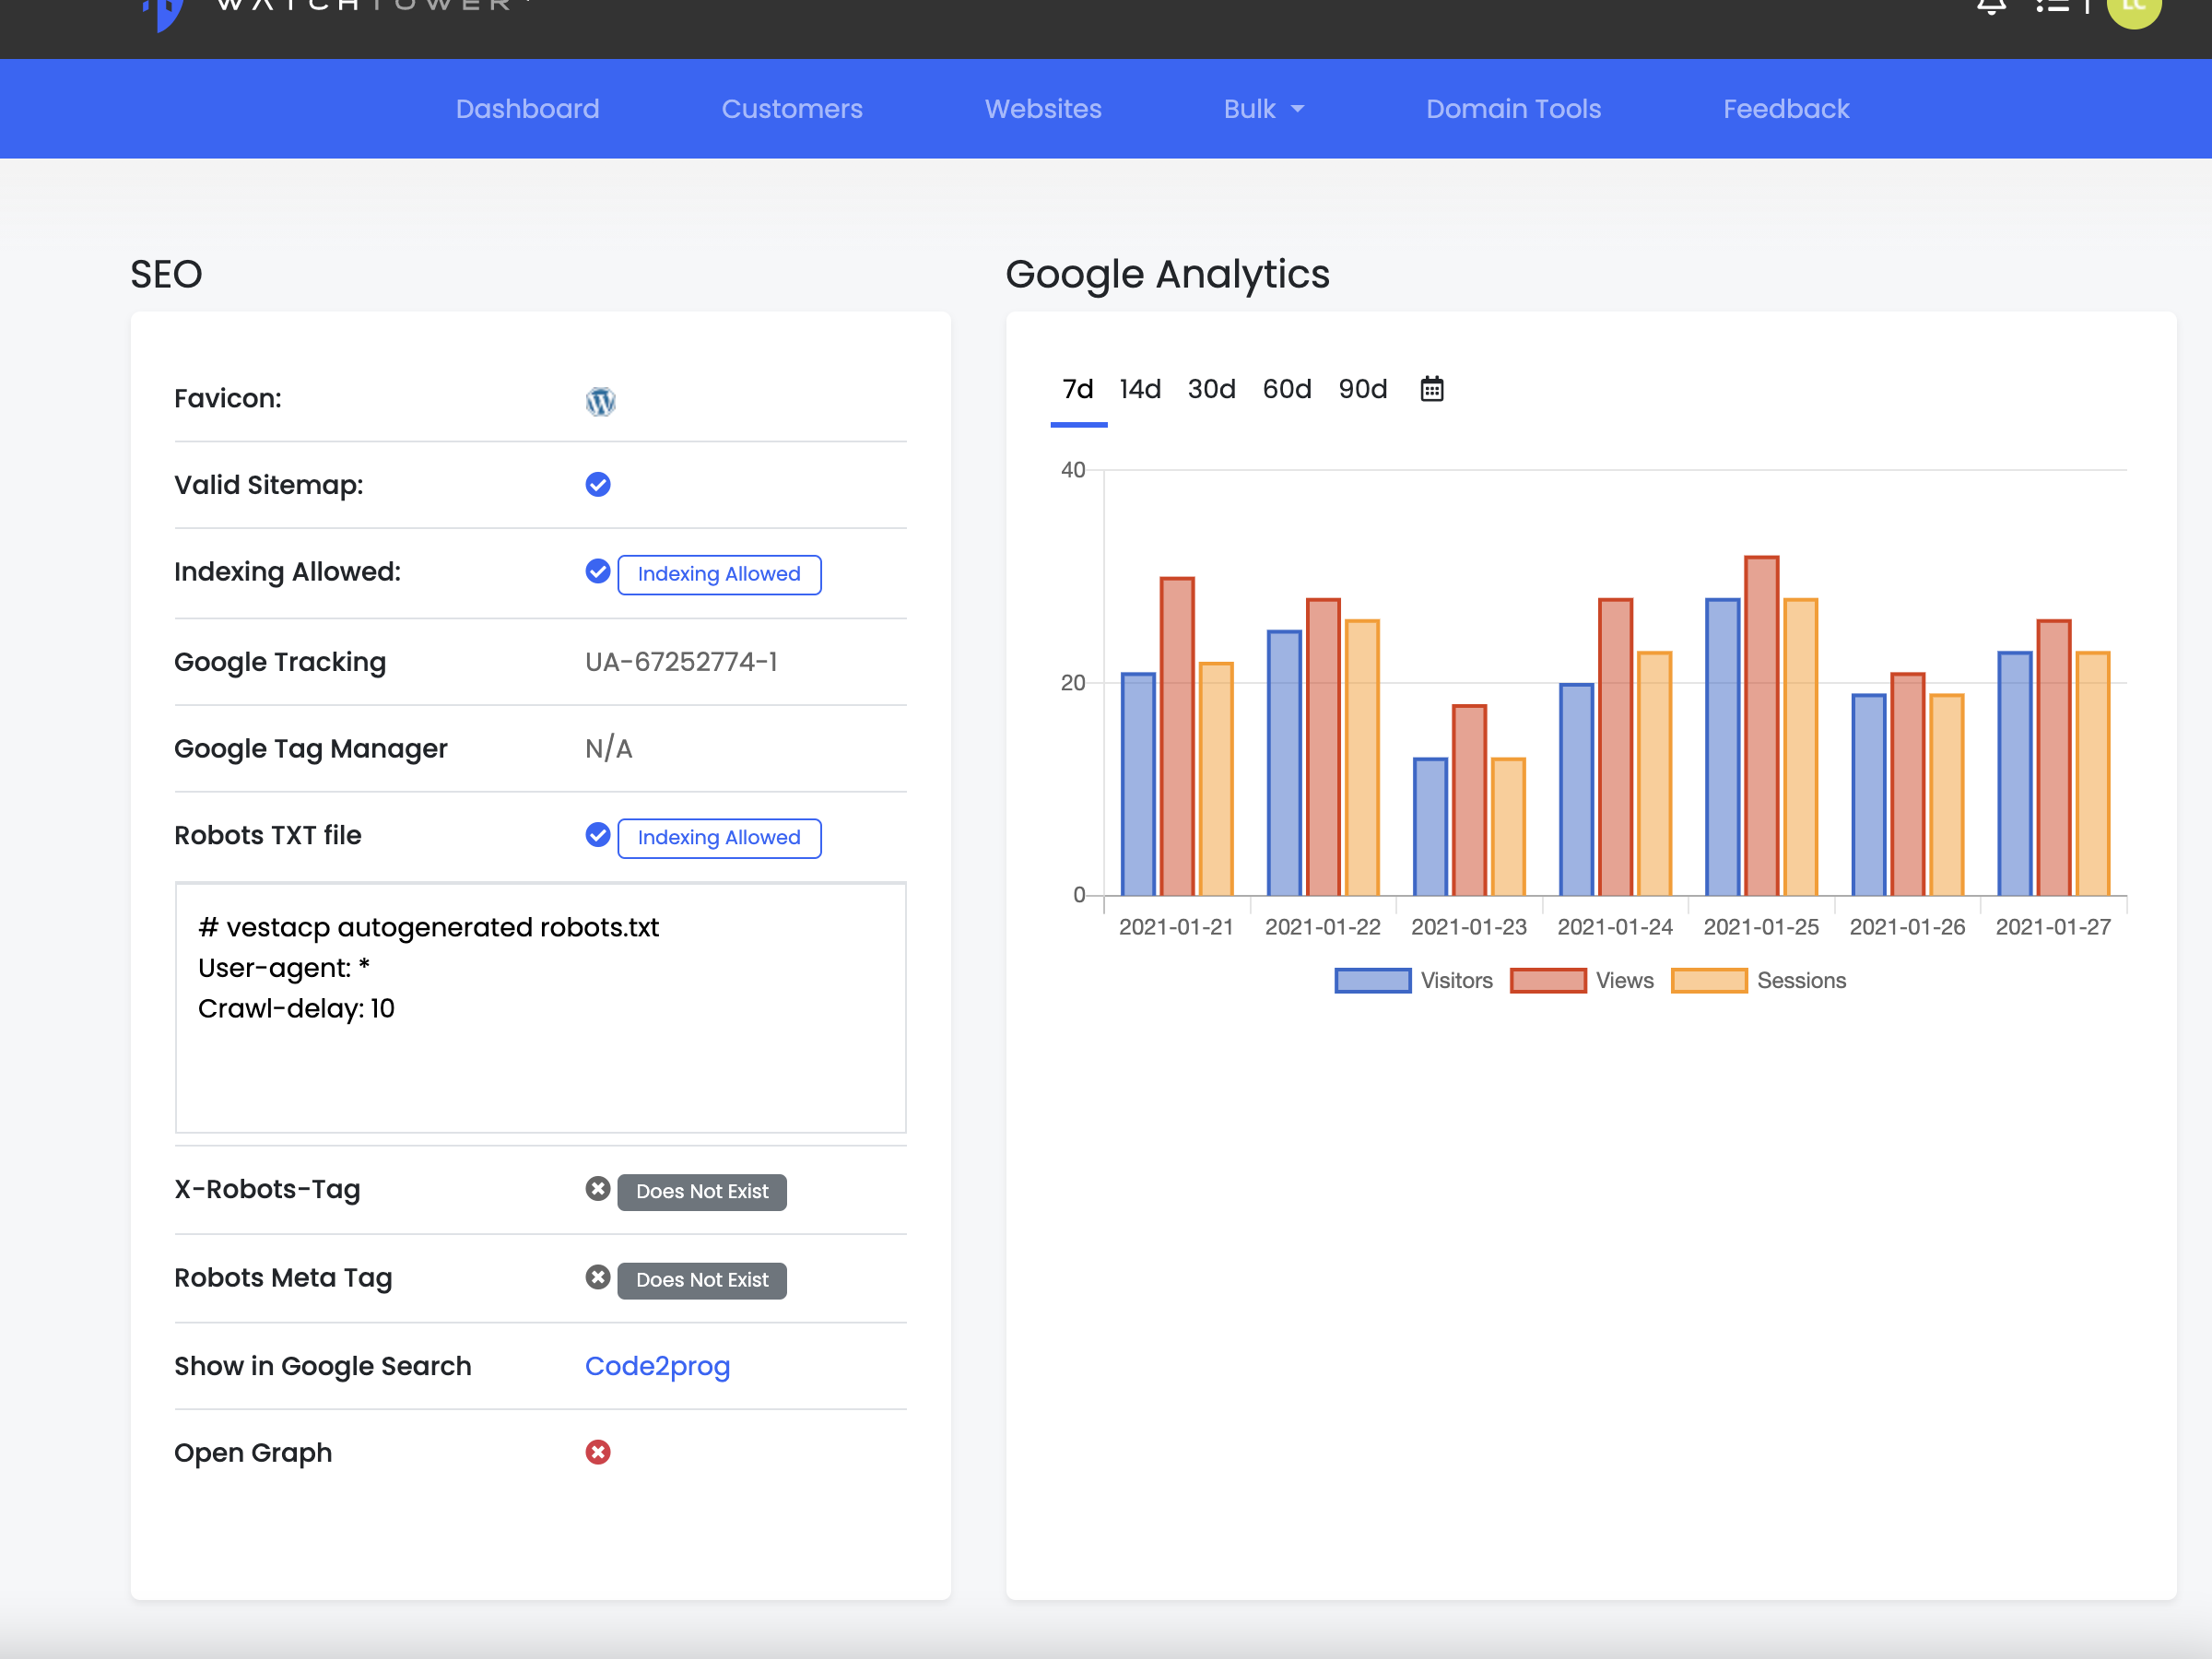 WATCHTOWER
LC
Dashboard
Customers
Websites
Bulk
Domain Tools
Feedback
SEO
Favicon:
Valid Sitemap:
Indexing Allowed:
Indexing Allowed
Google Tracking
UA-67252774-1
Google Tag Manager
N/A
Robots TXT file
Indexing Allowed
# vestacp autogenerated robots.txt
User-agent: *
Crawl-delay: 10
X-Robots-Tag
Does Not Exist
Robots Meta Tag
Does Not Exist
Show in Google Search
Code2prog
Open Graph
Google Analytics
7d
14d
30d
60d
90d
40
20
0
2021-01-21
2021-01-22
2021-01-23
2021-01-24
2021-01-25
2021-01-26
2021-01-27
Visitors
Views
Sessions